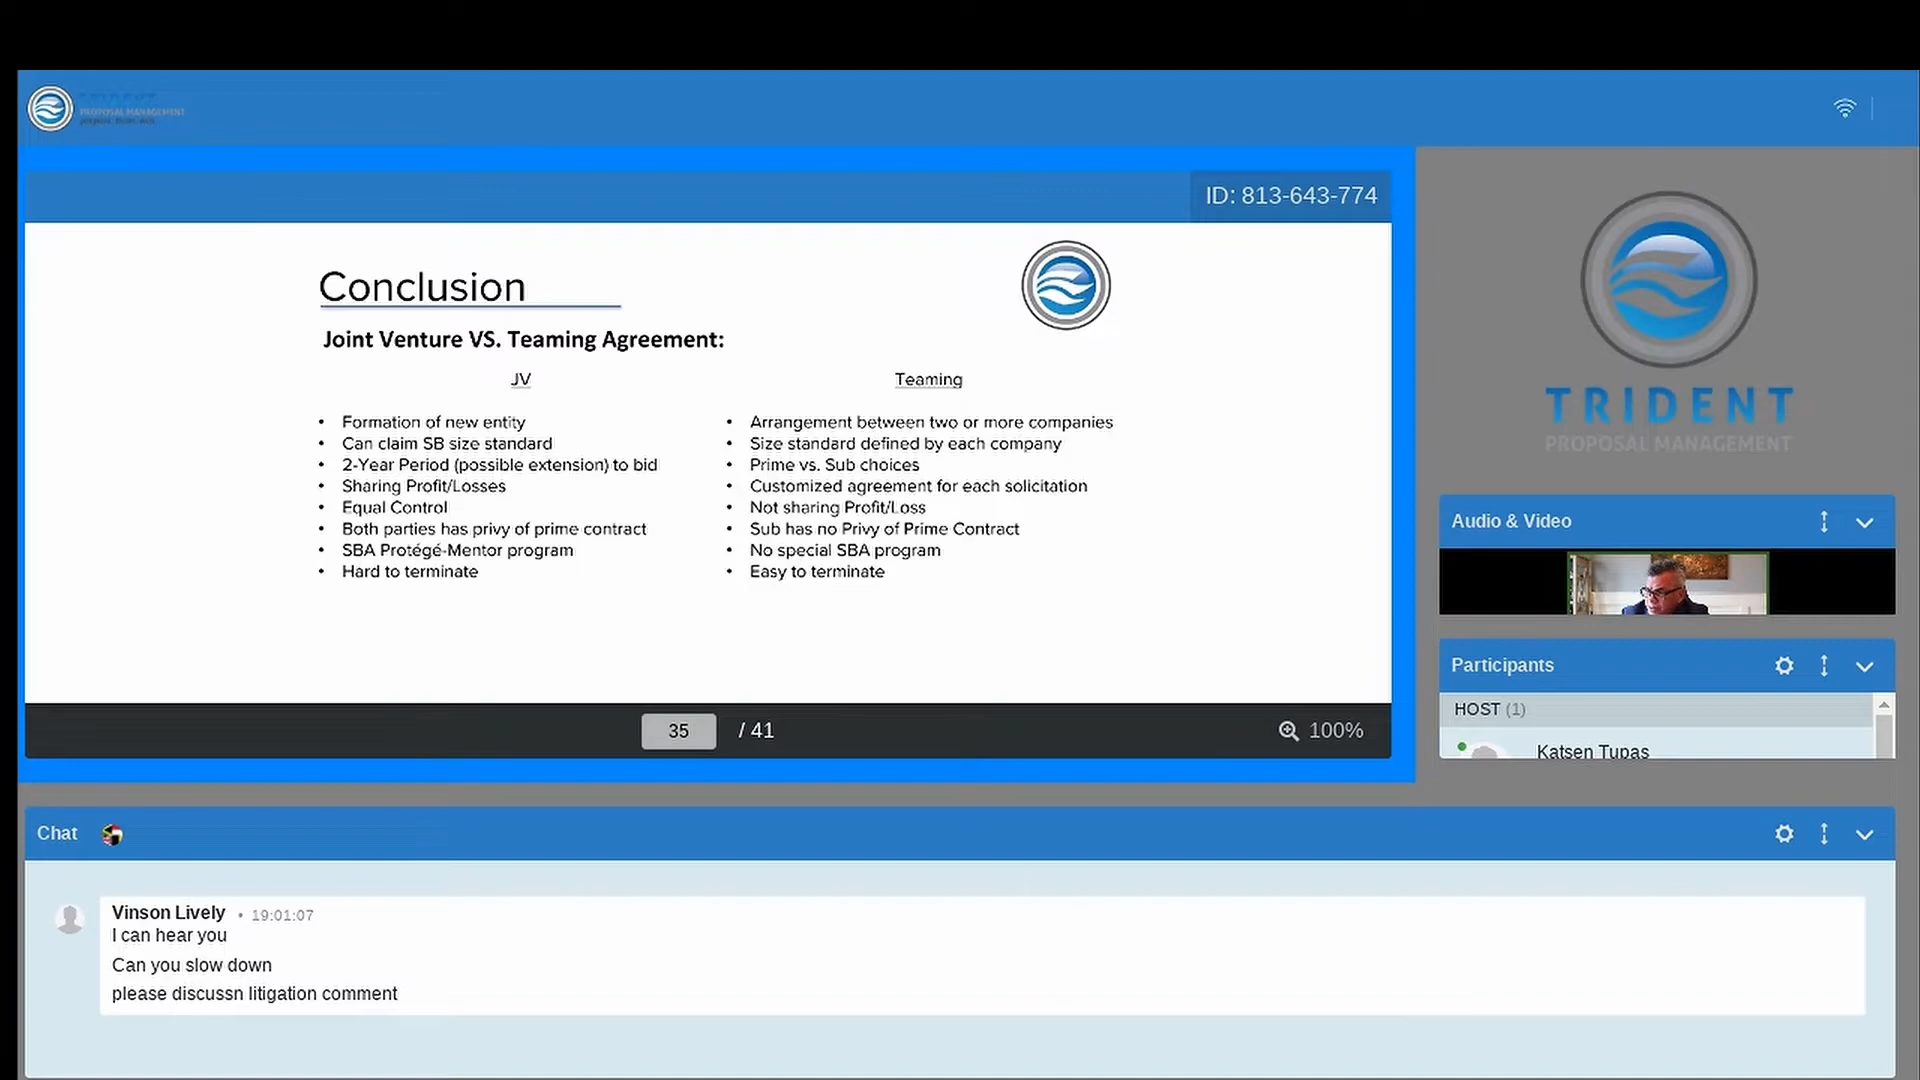 PROPOSAL MANAGEMENT
ID: 813-643-774
Conclusion
Joint Venture VS. Teaming Agreement:
JV
• Formation of new entity
• Can claim SB size standard
• 2-Year Period (possible extension) to bid
• Sharing Profit/Losses
• Equal Control
• Both parties has privy of prime contract
• SBA Protégé-Mentor program
• Hard to terminate
Teaming
• Arrangement between two or more companies
• Size standard defined by each company
• Prime vs. Sub choices
• Customized agreement for each solicitation
• Not sharing Profit/Loss
• Sub has no Privy of Prime Contract
• No special SBA program
• Easy to terminate
35 / 41
100%
TRIDENT
PROPOSAL MANAGEMENT
Audio & Video
Participants
HOST (1)
Katsen Tupas
Chat
Vinson Lively • 19:01:07
I can hear you
Can you slow down
please discussn litigation comment